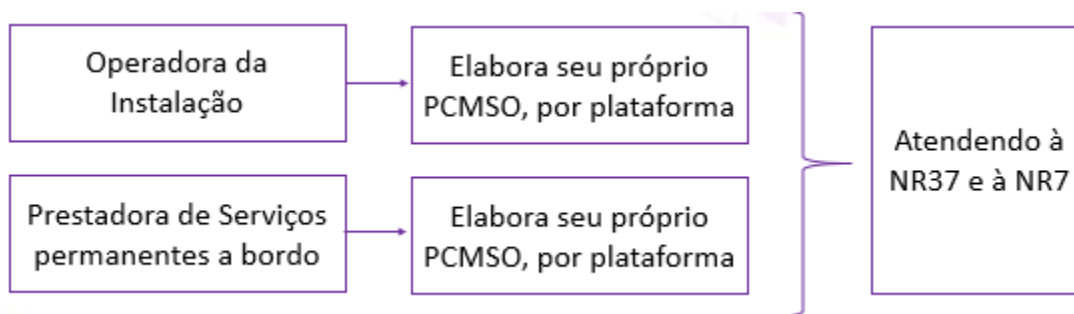 Operadora da
Instalação
Elabora seu próprio
PCMSO, por plataforma
Prestadora de Serviços
permanentes a bordo
Elabora seu próprio
PCMSO, por plataforma
Atendendo à
NR37 e à NR7